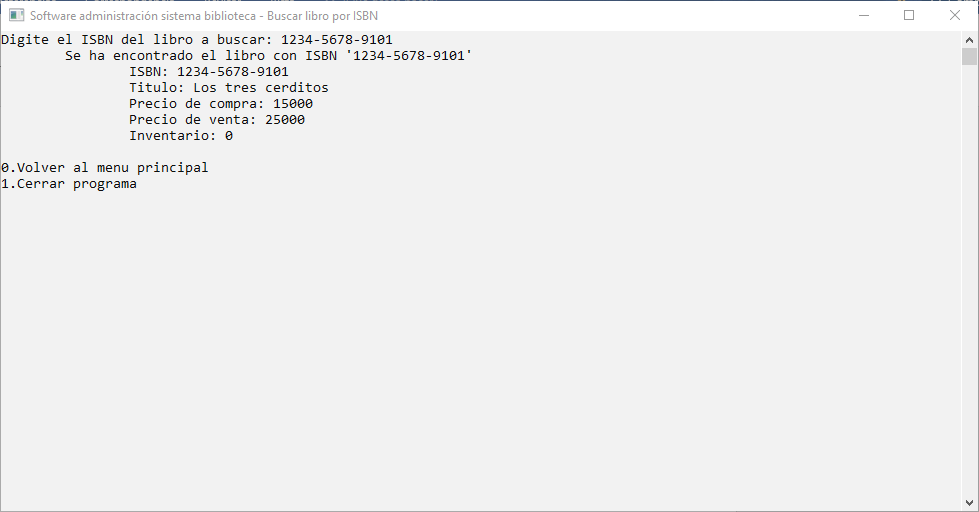 Software administración sistema biblioteca - Buscar libro por ISBN
Digite el ISBN del libro a buscar: 1234-5678-9101
Se ha encontrado el libro con ISBN '1234-5678-9101'
ISBN: 1234-5678-9101
Titulo: Los tres cerditos
Precio de compra: 15000
Precio de venta: 25000
Inventario: 0
0.Volver al menu principal
1.Cerrar programa